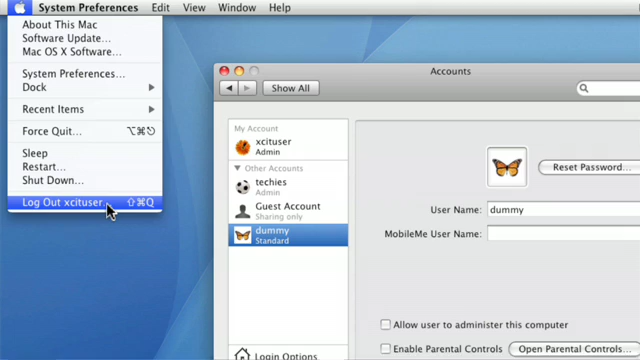 System Preferences Edit View Window Help
About This Mac
Software Update...
Mac OS X Software...
System Preferences...
Dock
Recent Items
Force Quit... ⌥⌘⎋
Sleep
Restart...
Shut Down...
Log Out xcituser... ⇧⌘Q
Accounts
Show All
My Account
xcituser
Admin
Other Accounts
techies
Admin
Guest Account
Sharing only
dummy
Standard
Login Options
Reset Password...
User Name: dummy
MobileMe User Name:
Allow user to administer this computer
Enable Parental Controls
Open Parental Controls...